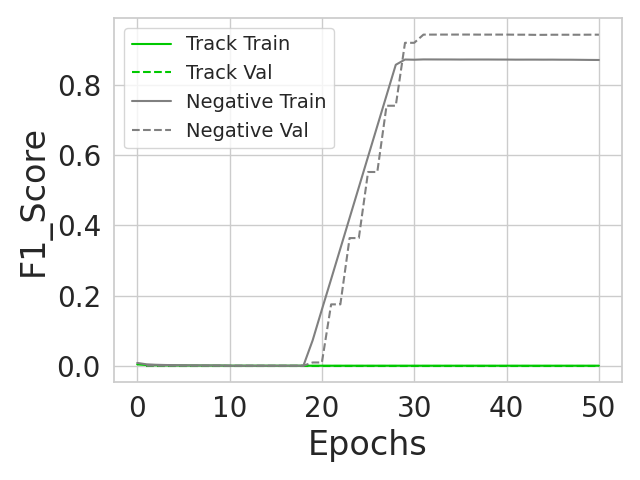 Track Train
Track Val
Negative Train
Negative Val
F1_Score
0.8
0.6
0.4
0.2
0.0
0 10 20 30 40 50
Epochs